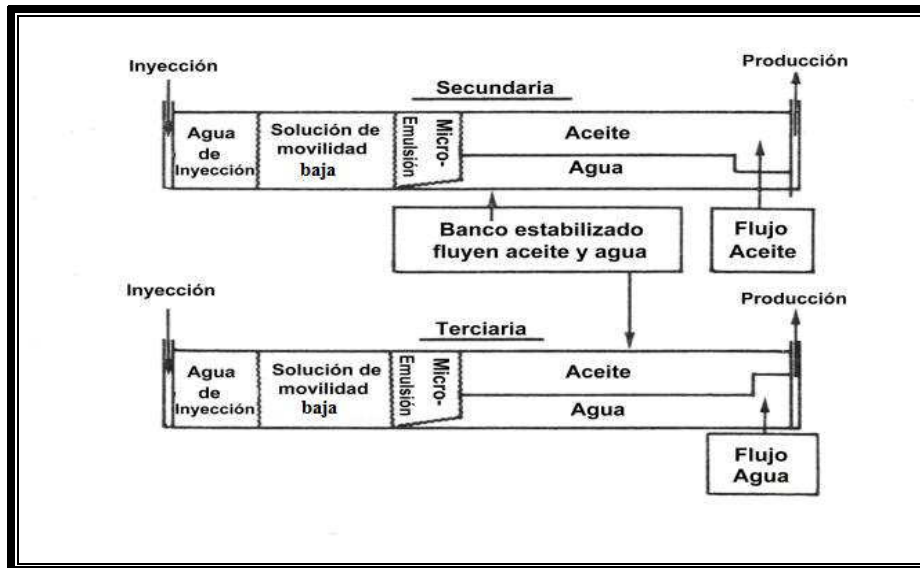 Inyección
Producción
Secundaria
Agua
de
Inyección
Solución de
movilidad
baja
Micro-
Emulsión
Aceite
Agua
Banco estabilizado
fluyen aceite y agua
Flujo
Aceite
Inyección
Producción
Terciaria
Agua
de
Inyección
Solución de
movilidad
baja
Micro-
Emulsión
Aceite
Agua
Flujo
Agua